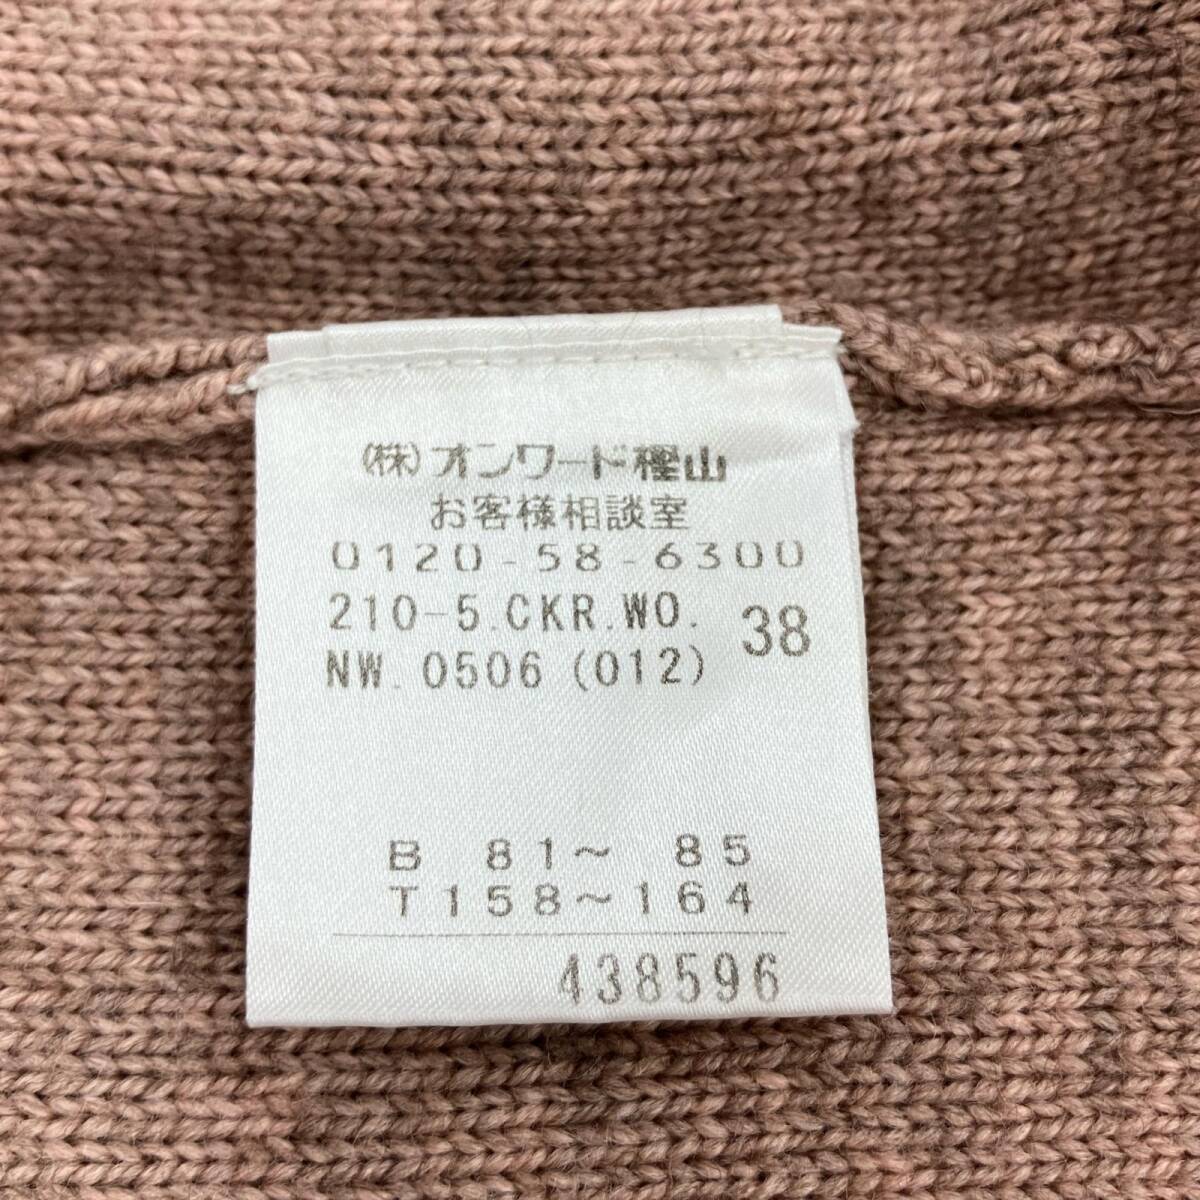 (株)オンワード樫山
お客様相談室
0120-58-6300
210-5.CKR.WO. 38
NW. 0506 (012)
B 81~ 85
T 158~164
438596